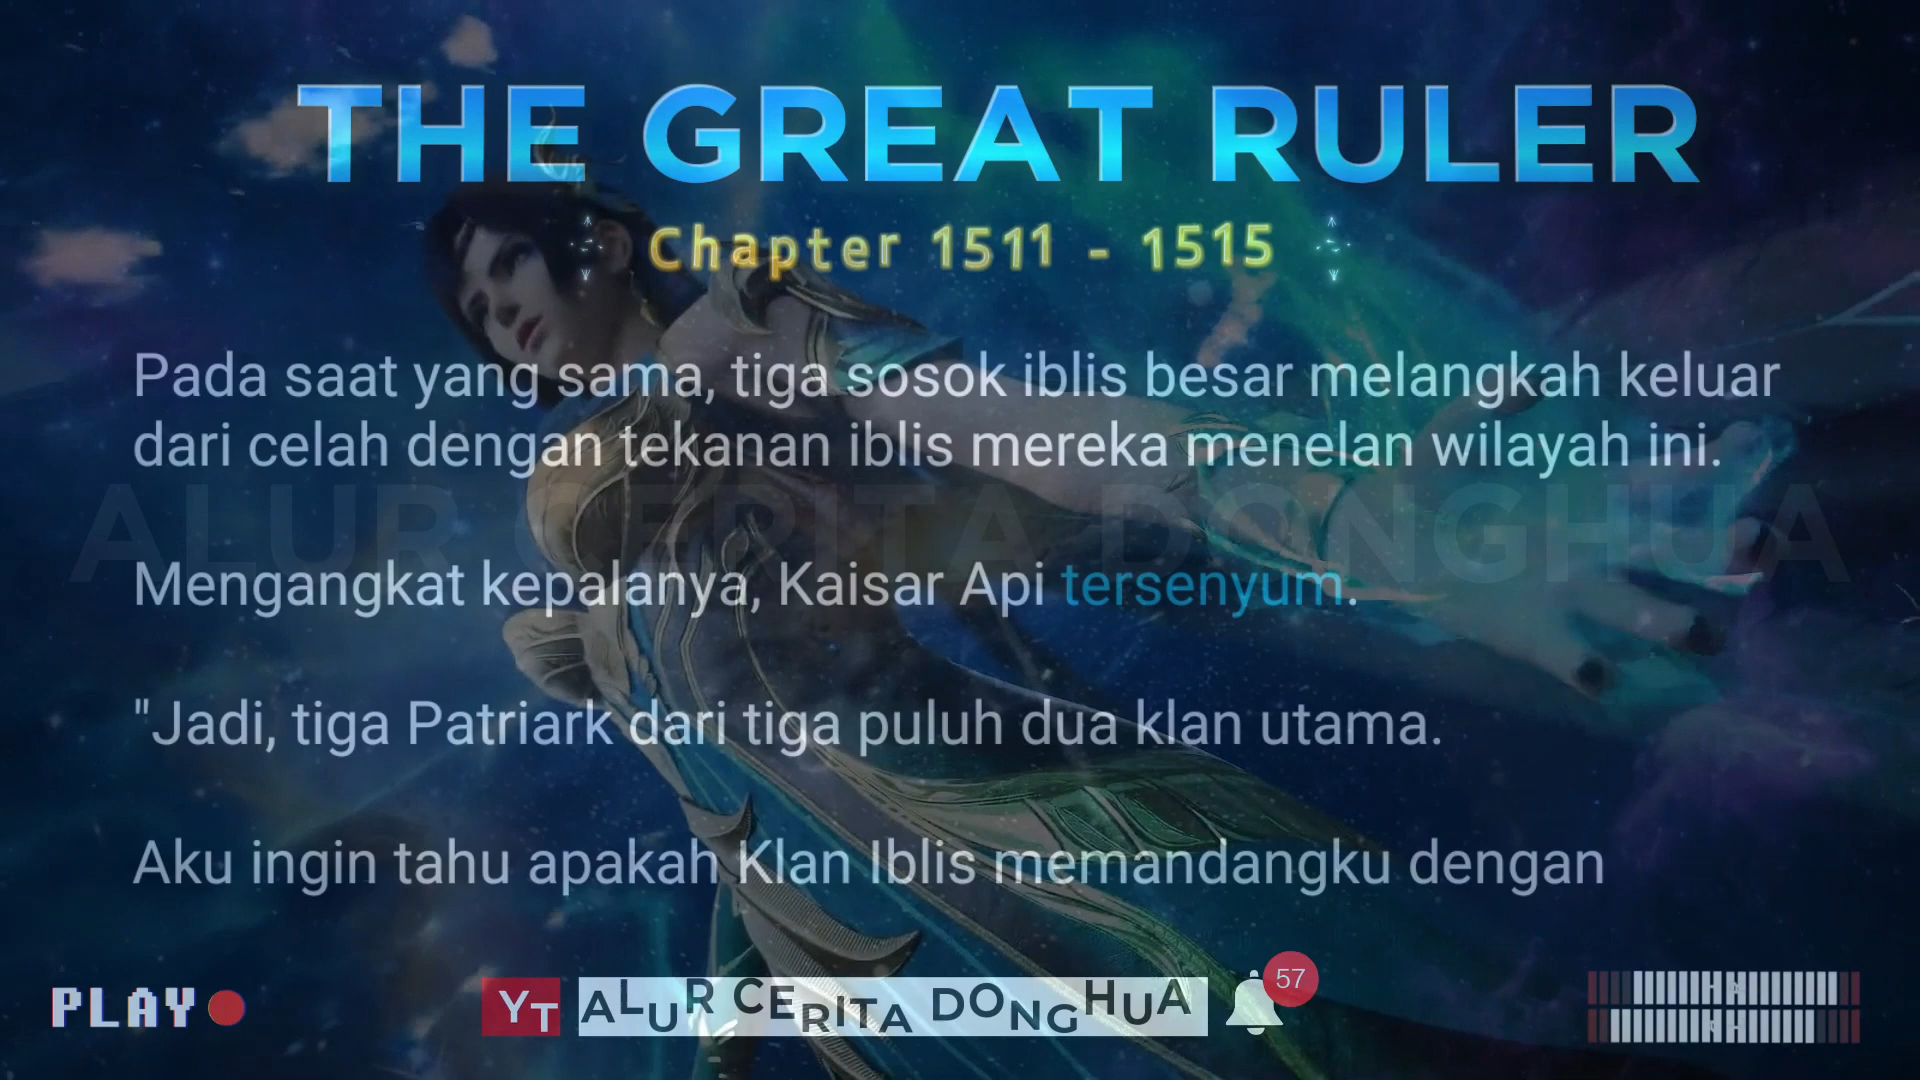 THE GREAT RULER
Chapter 1511 - 1515
Pada saat yang sama, tiga sosok iblis besar melangkah keluar
dari celah dengan tekanan iblis mereka menelan wilayah ini.
ALUR CERITA DONGHUA
Mengangkat kepalanya, Kaisar Api tersenyum.
"Jadi, tiga Patriark dari tiga puluh dua klan utama.
Aku ingin tahu apakah Klan Iblis memandangku dengan
PLAY
YT ALUR CERITA DONGHUA 57